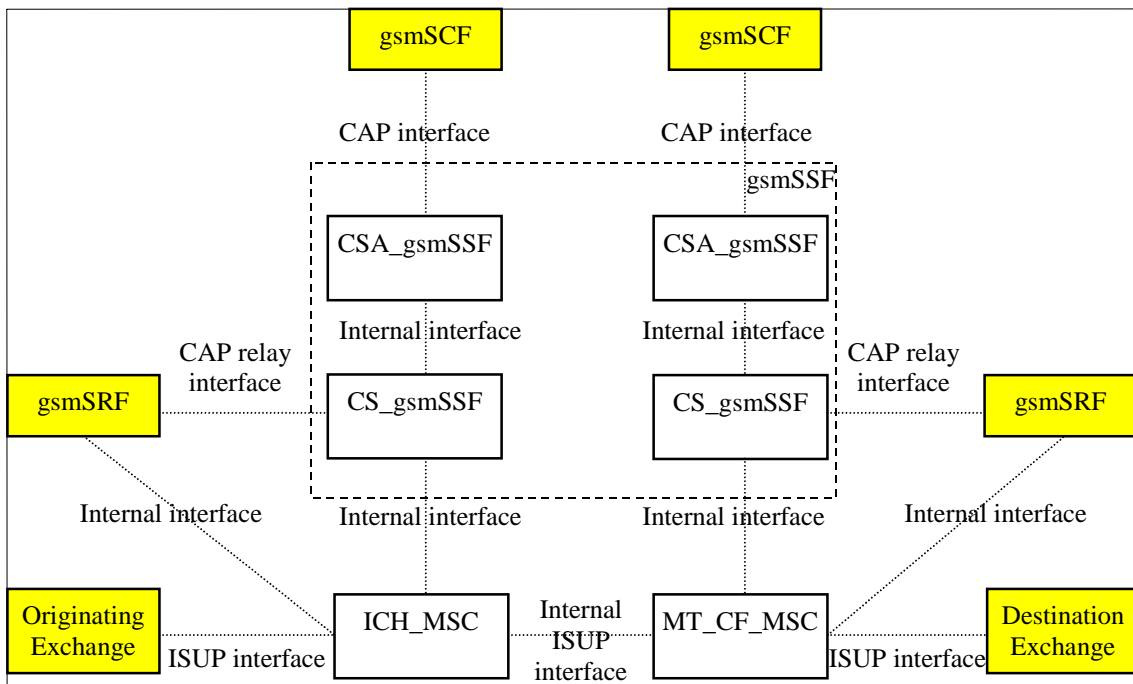 gsmSCF
gsmSCF
CAP interface
CAP interface
gsmSSF
CSA_gsmSSF
CSA_gsmSSF
Internal interface
Internal interface
CAP relay
interface
CAP relay
interface
gsmSRF
CS_gsmSSF
CS_gsmSSF
gsmSRF
Internal interface
Internal interface
Internal interface
Internal interface
Originating
Exchange
ISUP interface
ICH_MSC
Internal
ISUP
interface
MT_CF_MSC
ISUP interface
Destination
Exchange